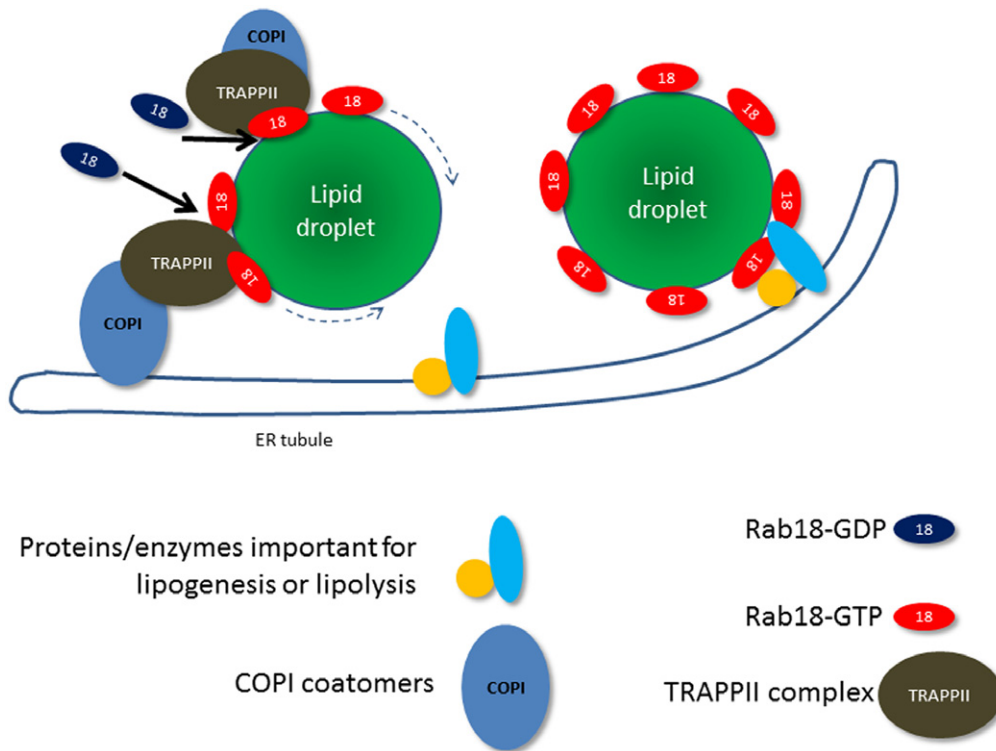 COPI
TRAPPII
18
18
18
18
18
TRAPPII
18
COPI
Lipid
droplet
18
18
18
18
18
18
18
18
Lipid
droplet
ER tubule
Proteins/enzymes important for
lipogenesis or lipolysis
COPI coatomers
COPI
Rab18-GDP
18
Rab18-GTP
18
TRAPPII complex
TRAPPII